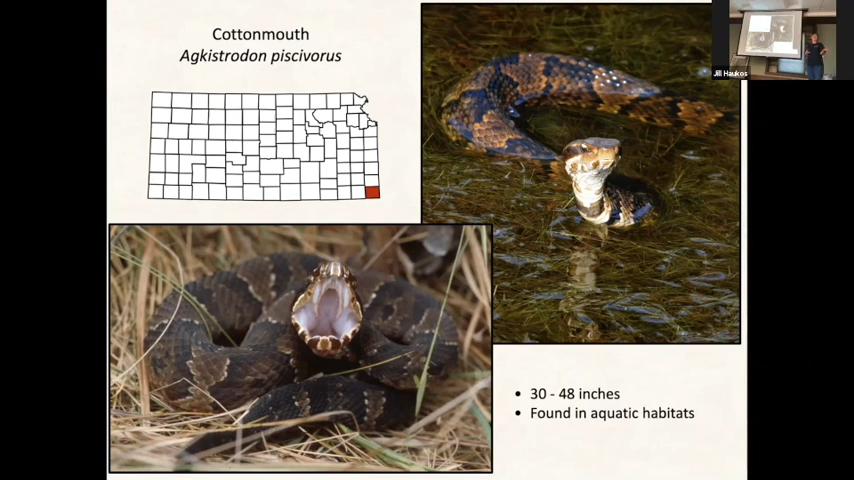 Cottonmouth
Agkistrodon piscivorus
Jill Haukos
• 30 - 48 inches
• Found in aquatic habitats